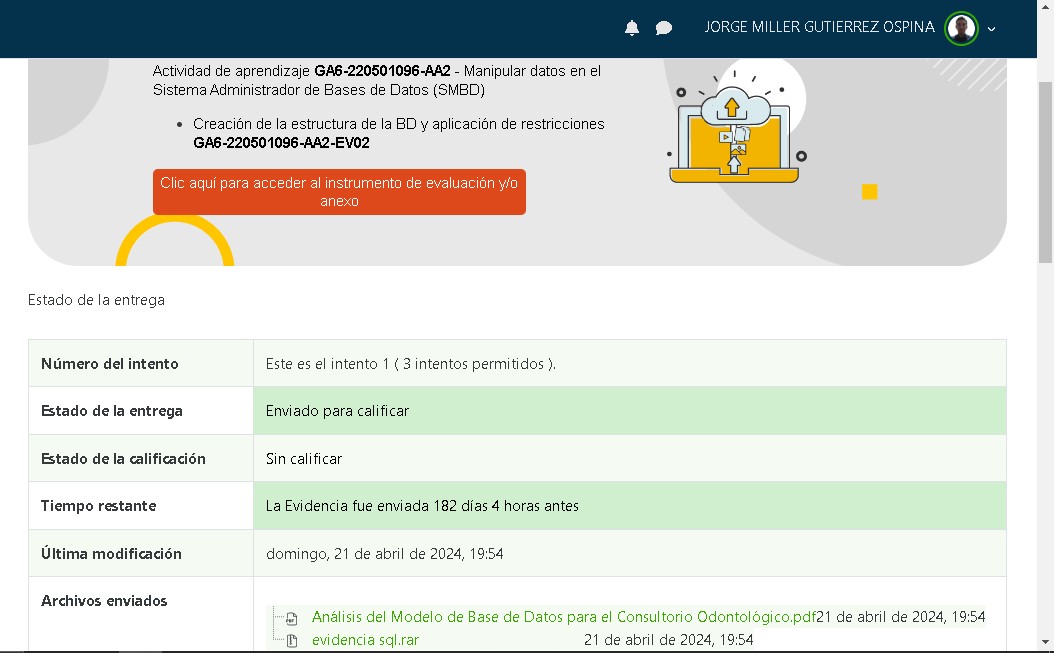 JORGE MILLER GUTIERREZ OSPINA
Actividad de aprendizaje GA6-220501096-AA2 - Manipular datos en el
Sistema Administrador de Bases de Datos (SMBD)
• Creación de la estructura de la BD y aplicación de restricciones
GA6-220501096-AA2-EV02
Clic aquí para acceder al instrumento de evaluación y/o
anexo
Estado de la entrega
Número del intento Este es el intento 1 ( 3 intentos permitidos ).
Estado de la entrega Enviado para calificar
Estado de la calificación Sin calificar
Tiempo restante La Evidencia fue enviada 182 días 4 horas antes
Última modificación domingo, 21 de abril de 2024, 19:54
Archivos enviados
Análisis del Modelo de Base de Datos para el Consultorio Odontológico.pdf21 de abril de 2024, 19:54
evidencia sql.rar 21 de abril de 2024, 19:54